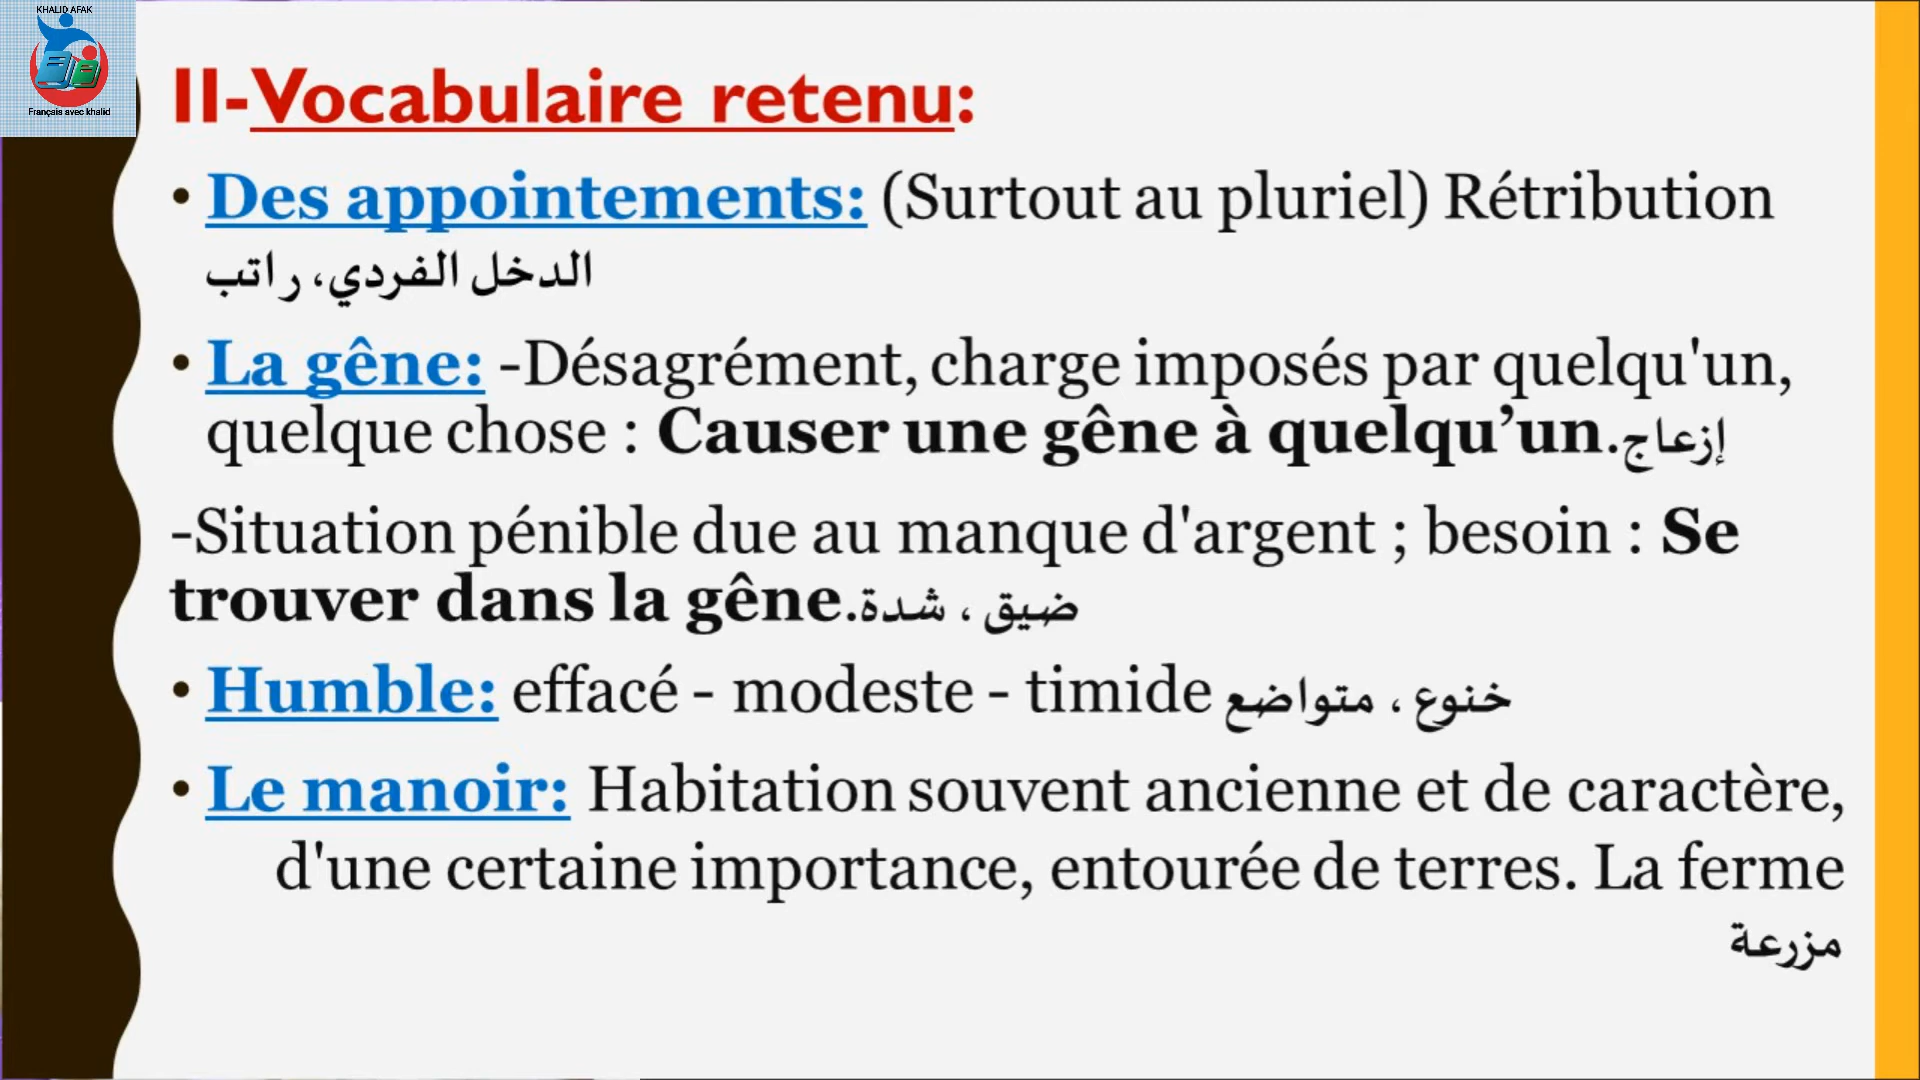 KHALID AFAK
Français avec khalid
II-Vocabulaire retenu:
• Des appointements: (Surtout au pluriel) Rétribution
الدخل الفردي، راتب
• La gêne: -Désagrément, charge imposés par quelqu'un,
quelque chose : Causer une gêne à quelqu’un.إزعاج
-Situation pénible due au manque d'argent ; besoin : Se
trouver dans la gêne.ضيق ، شدة
• Humble: effacé - modeste - timide خنوع ، متواضع
• Le manoir: Habitation souvent ancienne et de caractère,
d'une certaine importance, entourée de terres. La ferme
مزرعة